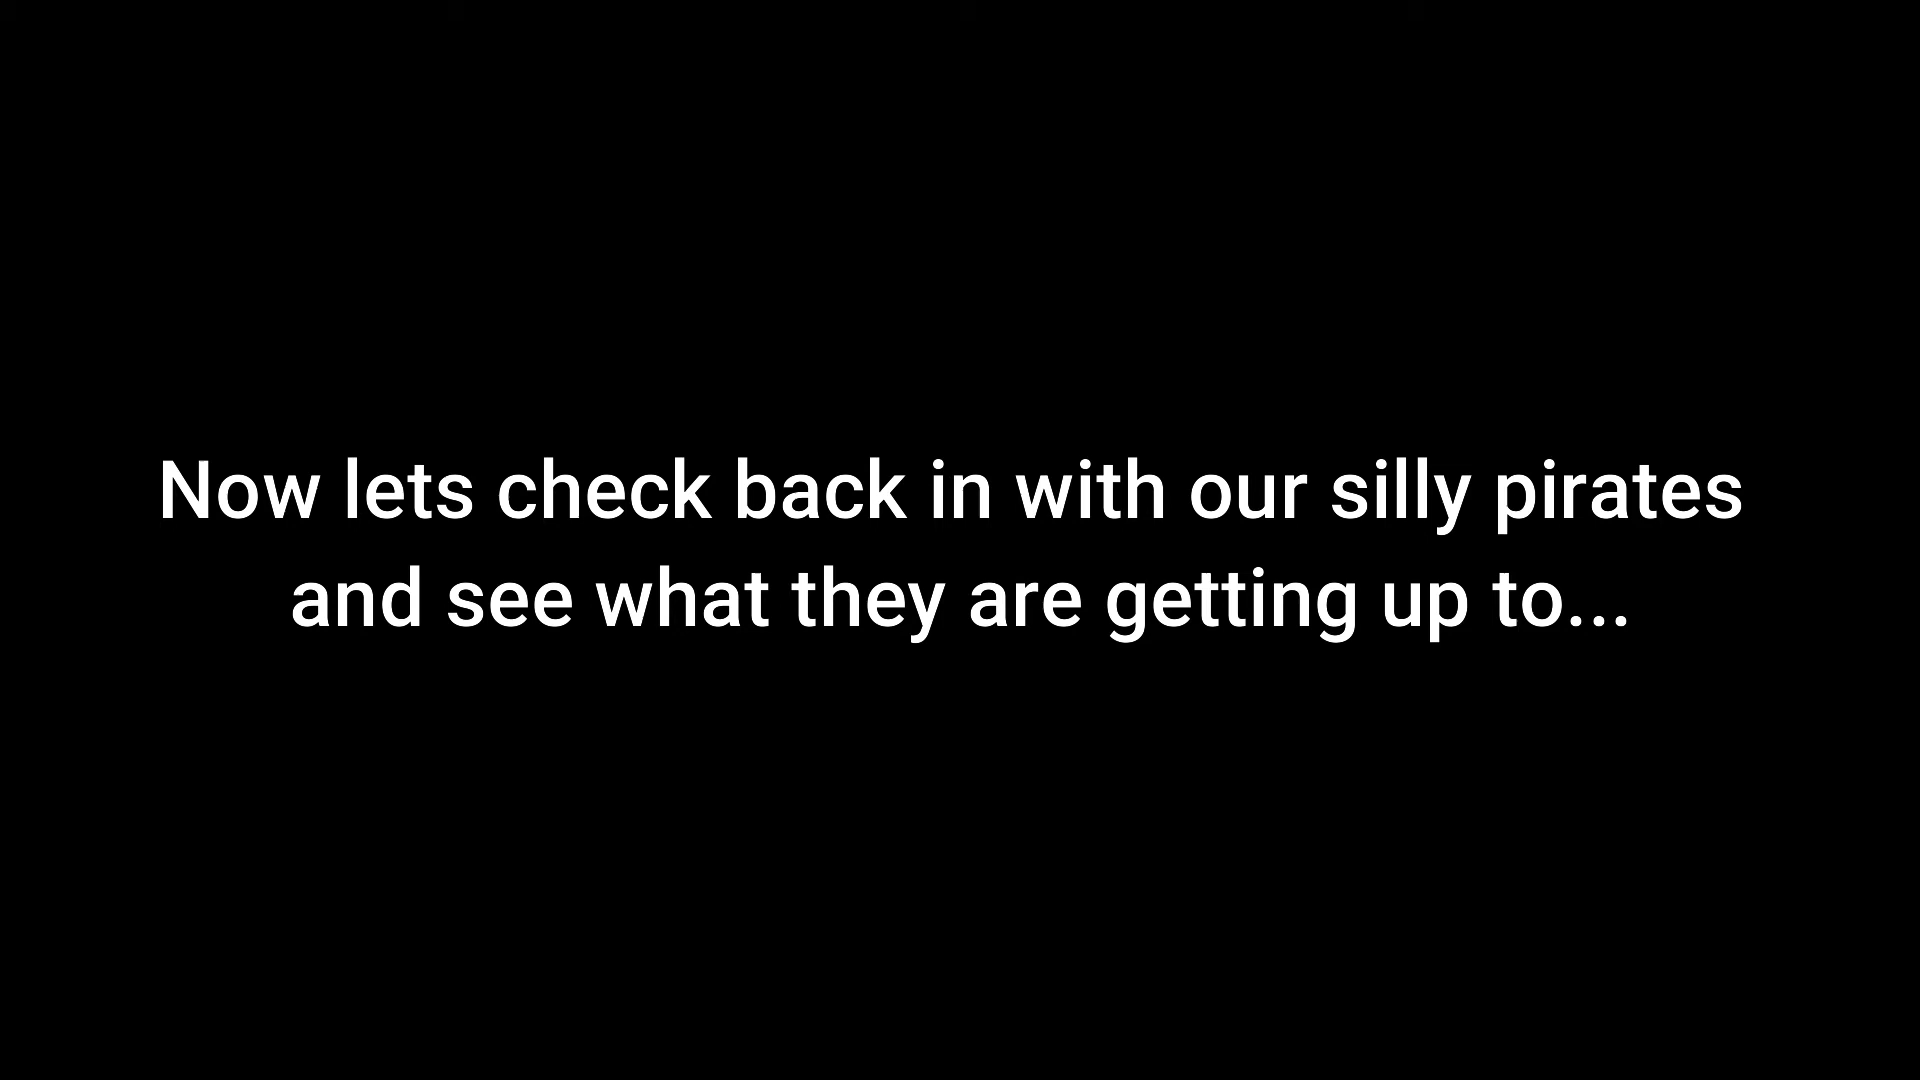 Now lets check back in with our silly pirates
and see what they are getting up to...